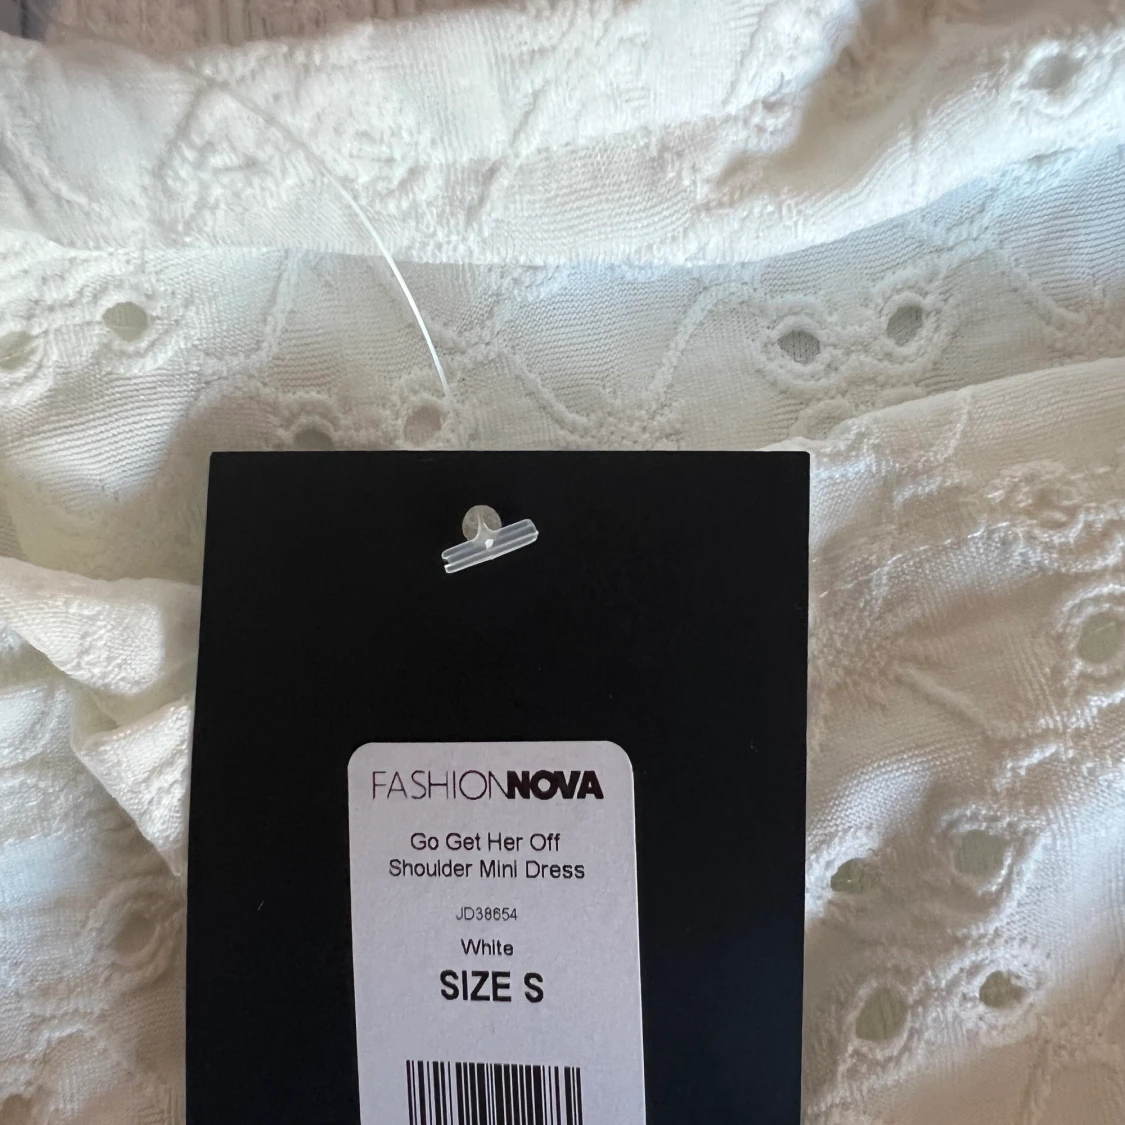 FASHIONNOVA
Go Get Her Off
Shoulder Mini Dress
JD38654
White
SIZE S